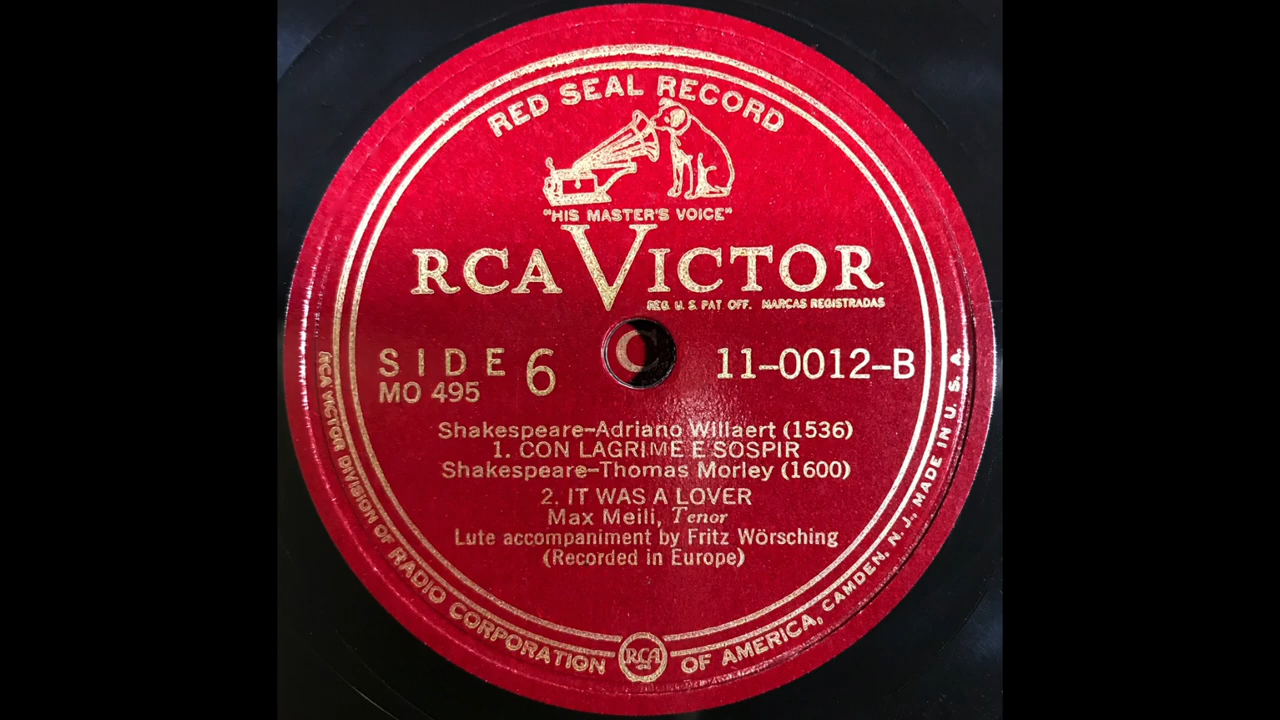 RED SEAL RECORD
"HIS MASTER'S VOICE"
RCA VICTOR
REG. U. S. PAT. OFF. MARCAS REGISTRADAS
SIDE 6
11-0012-B
MO 495
Shakespeare-Adriano Willaert (1536)
1. CON LAGRIME E SOSPIR
Shakespeare-Thomas Morley (1600)
2. IT WAS A LOVER
Max Meili, Tenor
Lute accompaniment by Fritz Wörsching
(Recorded in Europe)
RCA VICTOR DIVISION OF RADIO CORPORATION OF AMERICA, CAMDEN, N. J., MADE IN U. S. A.
RCA